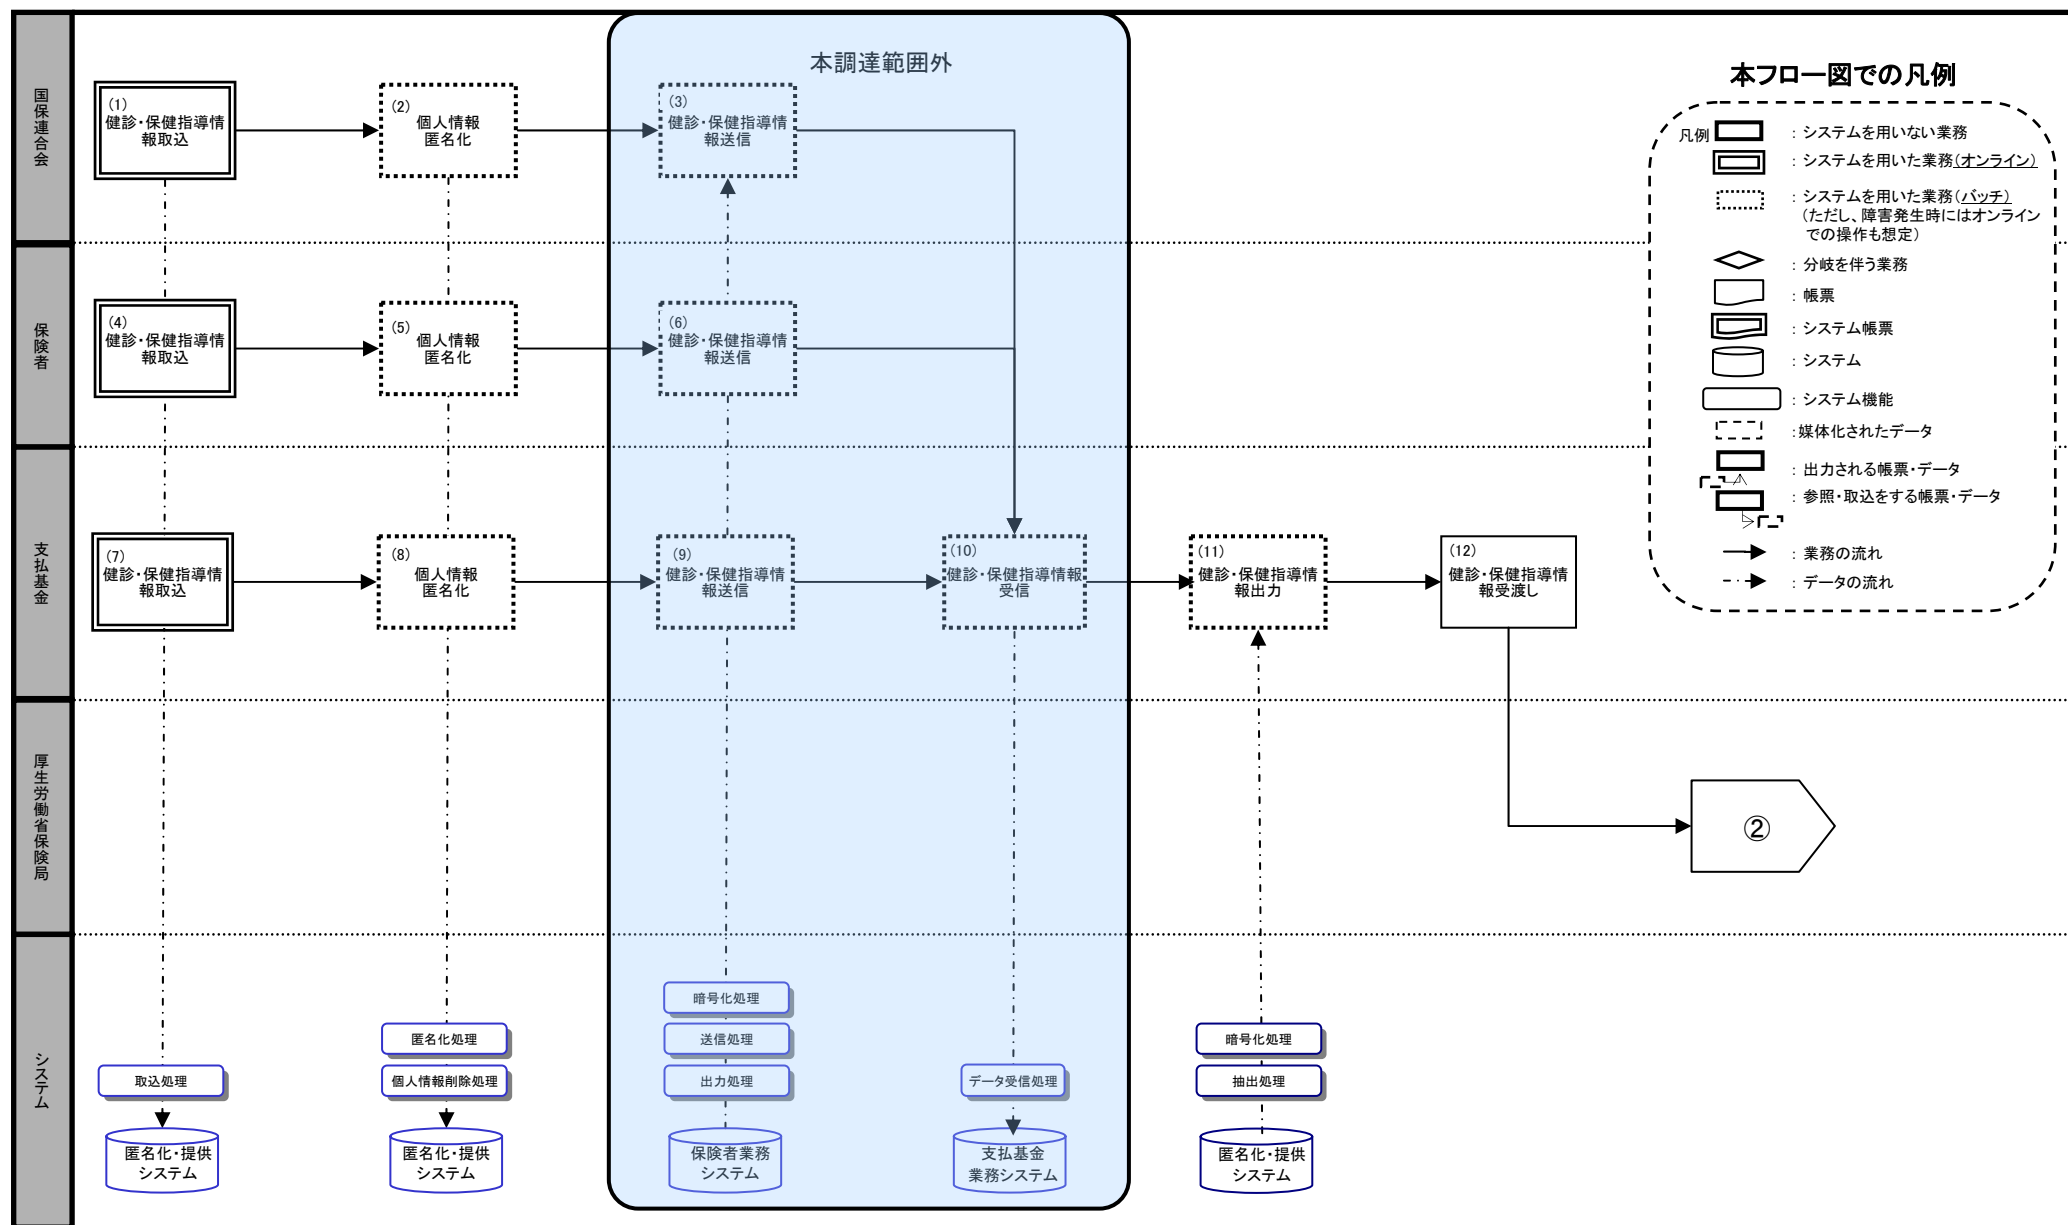 国保連合会
保険者
支払基金
厚生労働省保険局
システム
本調達範囲外
(1)
健診・保健指導情
報取込
(2)
個人情報
匿名化
(3)
健診・保健指導情
報送信
(4)
健診・保健指導情
報取込
(5)
個人情報
匿名化
(6)
健診・保健指導情
報送信
(7)
健診・保健指導情
報取込
(8)
個人情報
匿名化
(9)
健診・保健指導情
報送信
(10)
健診・保健指導情報
受信
(11)
健診・保健指導情
報出力
(12)
健診・保健指導情
報受渡し
②
取込処理
匿名化・提供
システム
匿名化処理
個人情報削除処理
匿名化・提供
システム
暗号化処理
送信処理
出力処理
保険者業務
システム
データ受信処理
支払基金
業務システム
暗号化処理
抽出処理
匿名化・提供
システム
本フロー図での凡例
凡例
：システムを用いない業務
：システムを用いた業務(オンライン)
：システムを用いた業務(バッチ)
(ただし、障害発生時にはオンライン
での操作も想定)
：分岐を伴う業務
：帳票
：システム帳票
：システム
：システム機能
：媒体化されたデータ
：出力される帳票・データ
：参照・取込をする帳票・データ
：業務の流れ
：データの流れ